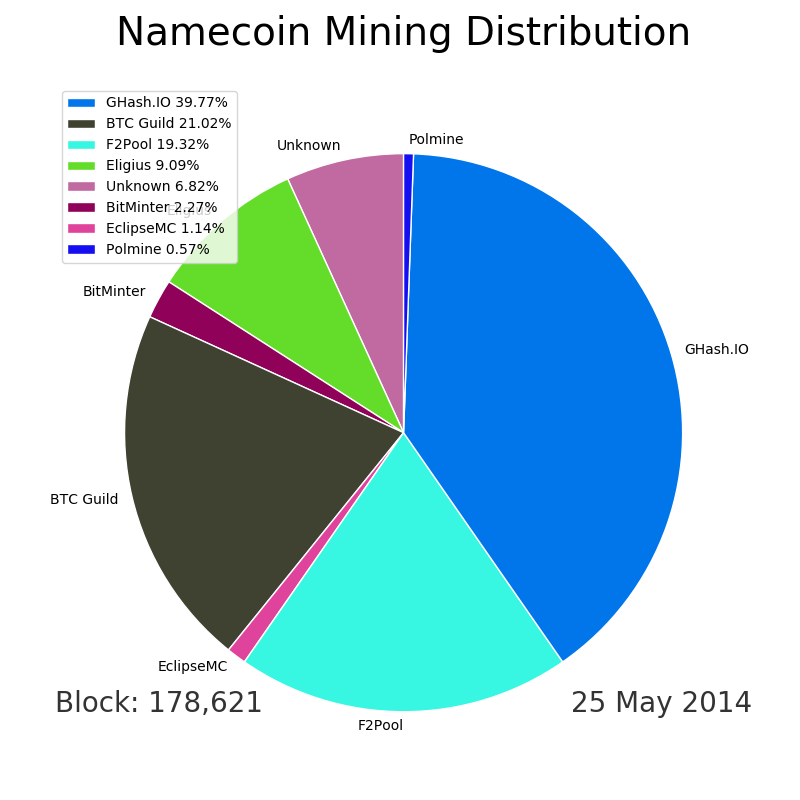 Namecoin Mining Distribution
GHash.IO 39.77%
BTC Guild 21.02%
F2Pool 19.32%
Eligius 9.09%
Unknown 6.82%
BitMinter 2.27%
EclipseMC 1.14%
Polmine 0.57%
Polmine
Unknown
Eligius
BitMinter
GHash.IO
BTC Guild
EclipseMC
F2Pool
Block: 178,621
25 May 2014